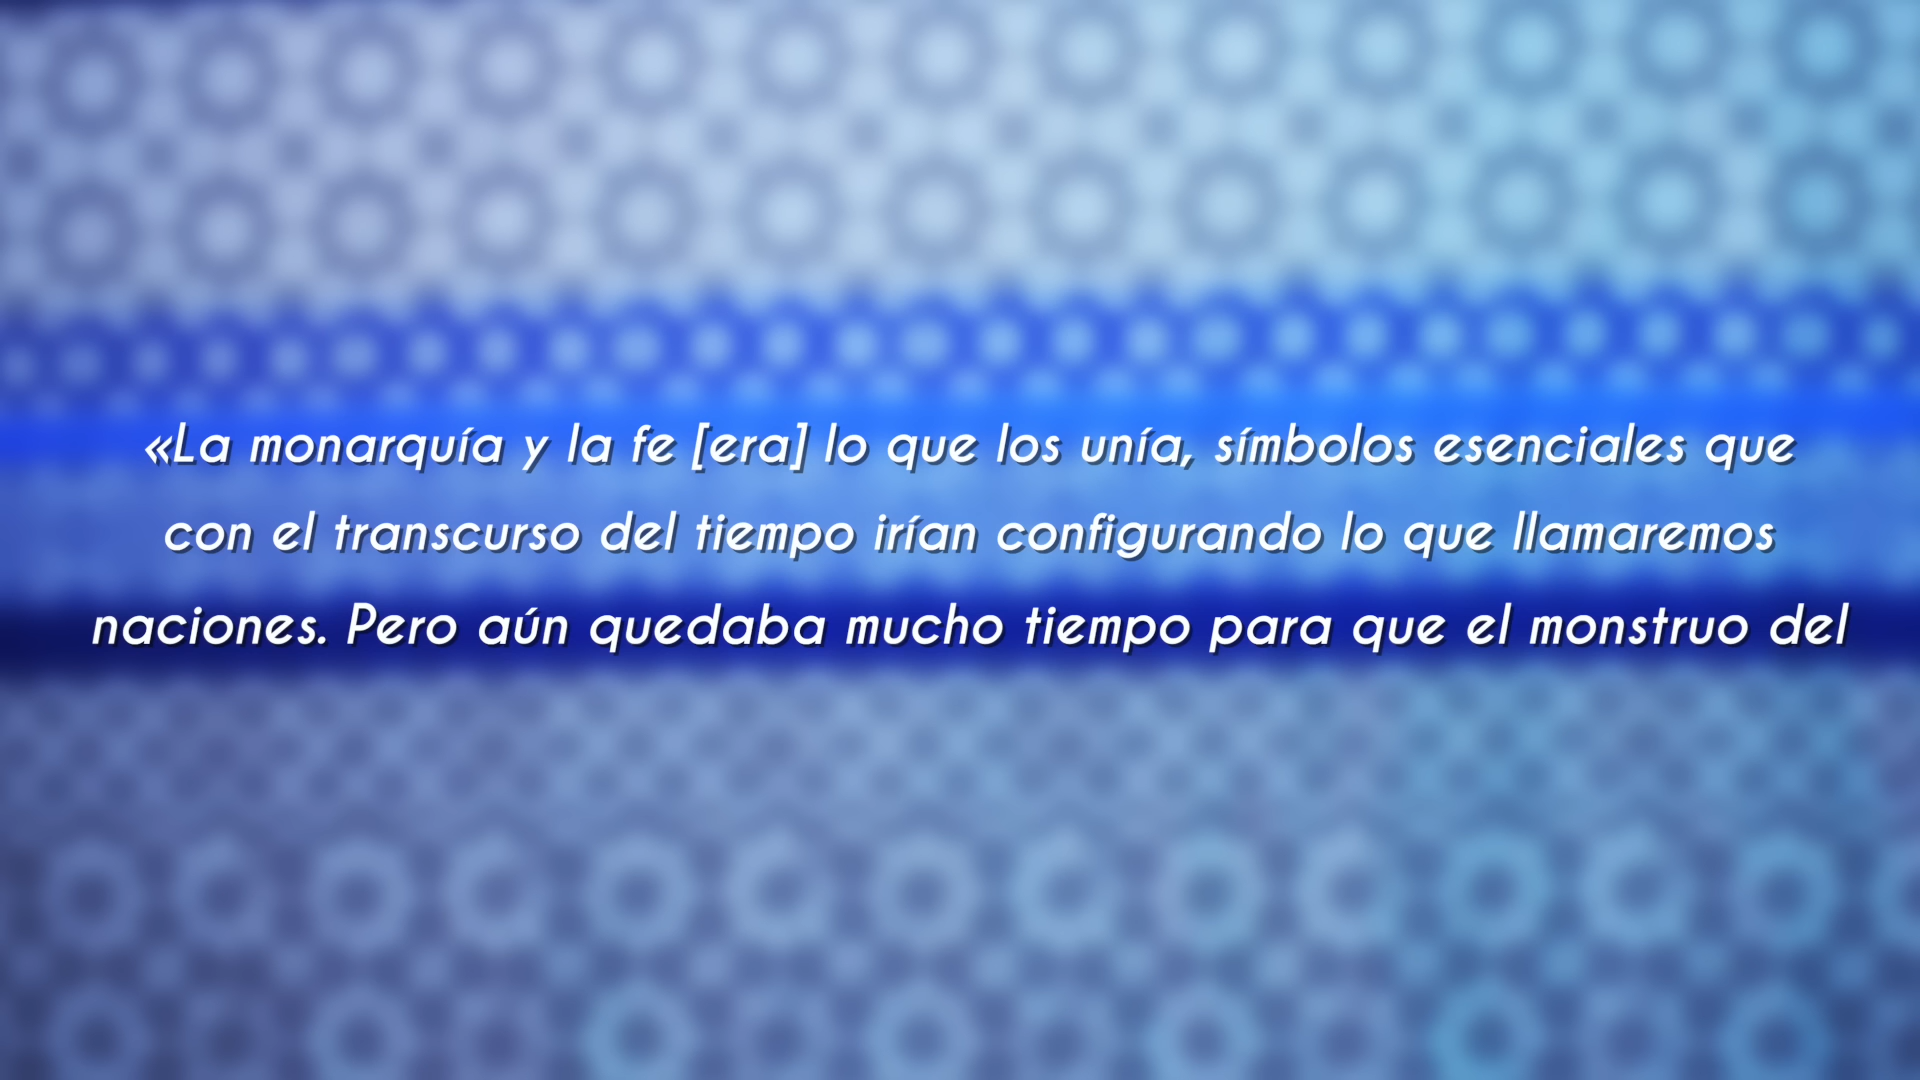 «La monarquía y la fe [era] lo que los unía, símbolos esenciales que
con el transcurso del tiempo irían configurando lo que llamaremos
naciones. Pero aún quedaba mucho tiempo para que el monstruo del